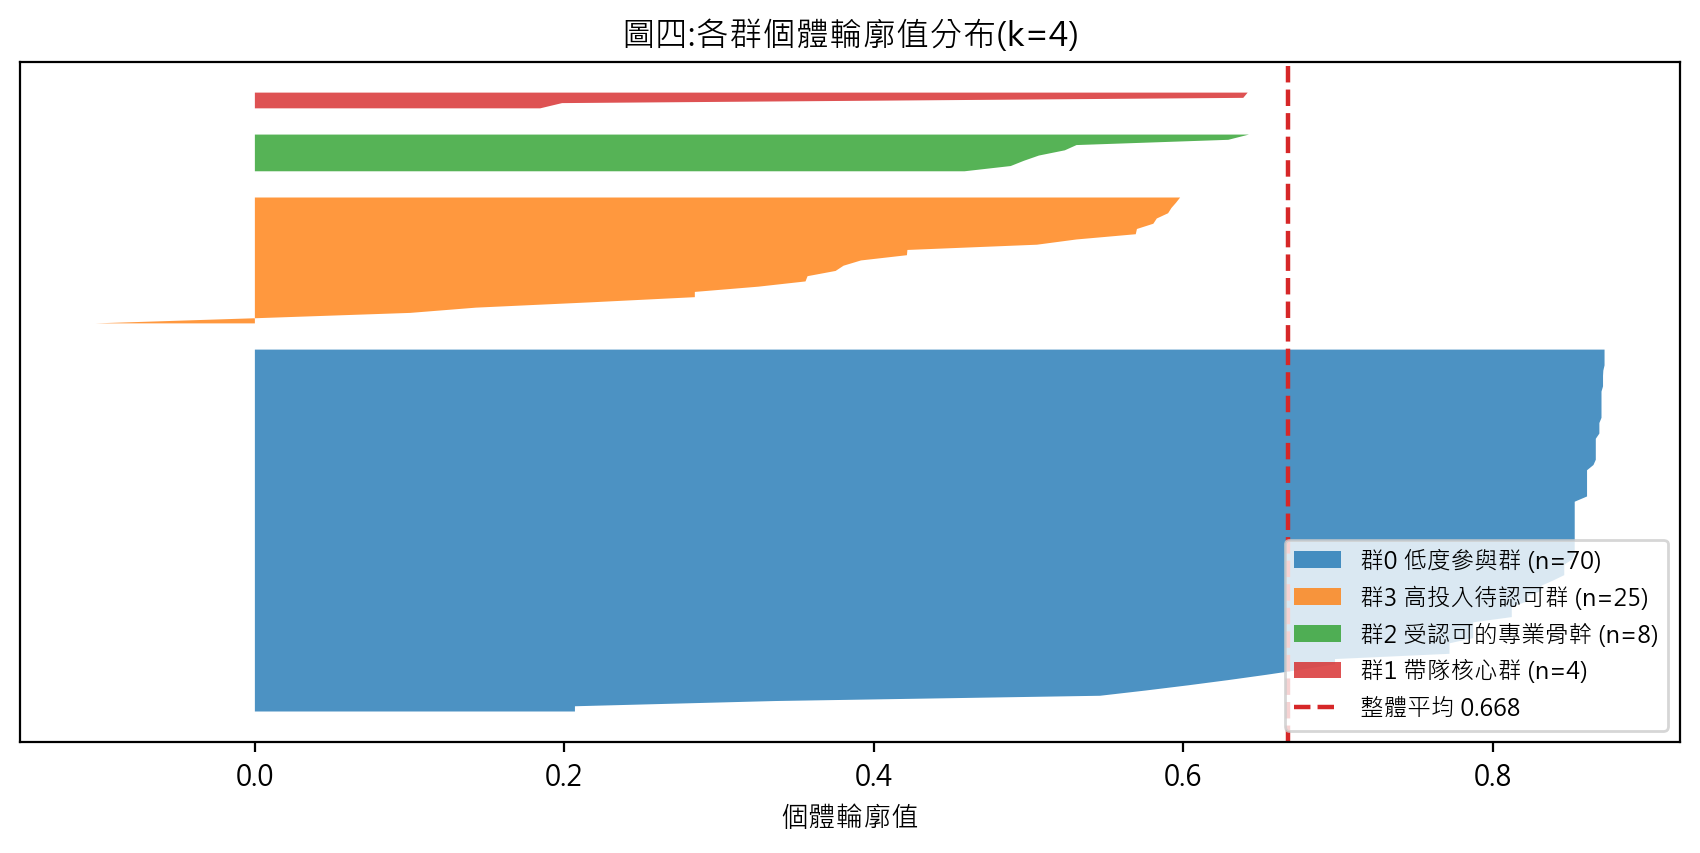 圖四:各群個體輪廓值分布(k=4)
群0 低度參與群 (n=70)
群3 高投入待認可群 (n=25)
群2 受認可的專業骨幹 (n=8)
群1 帶隊核心群 (n=4)
整體平均 0.668
0.0 0.2 0.4 0.6 0.8
個體輪廓值